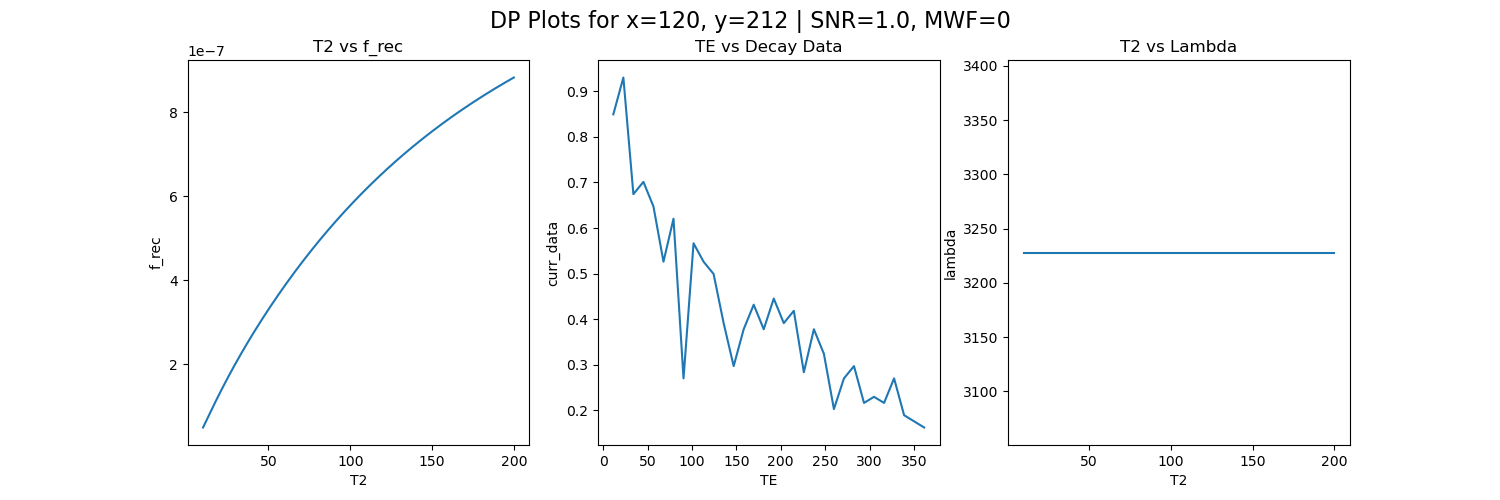 DP Plots for x=120, y=212 | SNR=1.0, MWF=0
T2 vs f_rec
1e−7
8
6
4
2
f_rec
50 100 150 200
T2
TE vs Decay Data
0.9
0.8
0.7
0.6
0.5
0.4
0.3
0.2
curr_data
0 50 100 150 200 250 300 350
TE
T2 vs Lambda
3400
3350
3300
3250
3200
3150
3100
lambda
50 100 150 200
T2